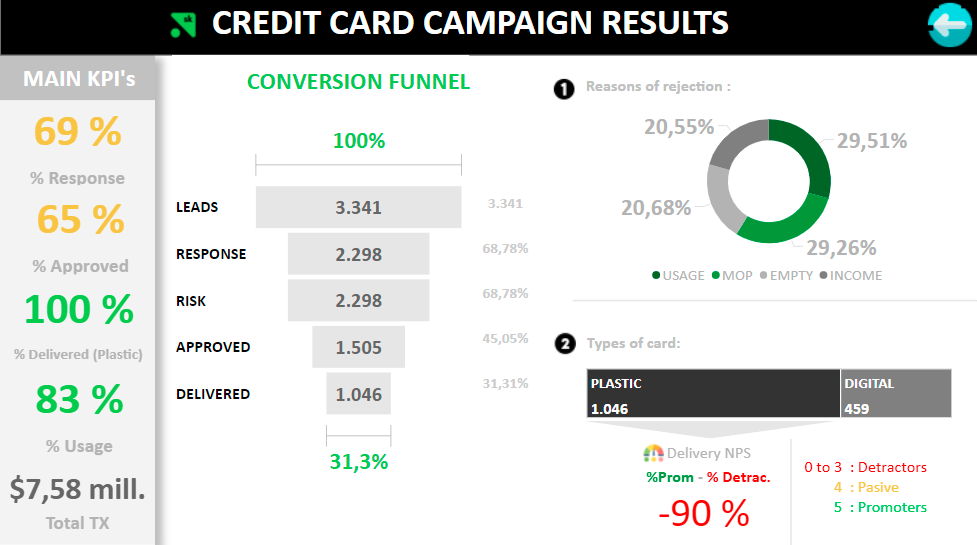 sk
CREDIT CARD CAMPAIGN RESULTS
MAIN KPI's
69 %
% Response
65 %
% Approved
100 %
% Delivered (Plastic)
83 %
% Usage
$7,58 mill.
Total TX
CONVERSION FUNNEL
100%
LEADS 3.341 3.341
RESPONSE 2.298 68,78%
RISK 2.298 68,78%
APPROVED 1.505 45,05%
DELIVERED 1.046 31,31%
31,3%
1 Reasons of rejection :
20,55% 29,51%
20,68% 29,26%
USAGE MOP EMPTY INCOME
2 Types of card:
PLASTIC DIGITAL
1.046 459
Delivery NPS
%Prom - % Detrac.
-90 %
0 to 3 : Detractors
4 : Pasive
5 : Promoters